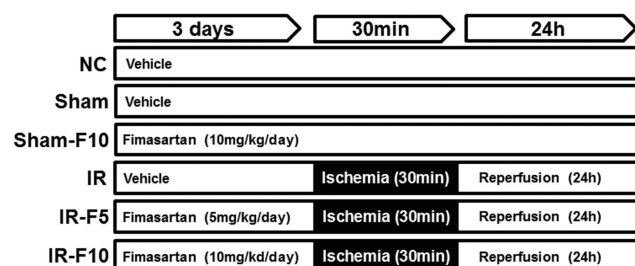 3 days 30min 24h
NC Vehicle
Sham Vehicle
Sham-F10 Fimasartan (10mg/kg/day)
IR Vehicle Ischemia (30min) Reperfusion (24h)
IR-F5 Fimasartan (5mg/kg/day) Ischemia (30min) Reperfusion (24h)
IR-F10 Fimasartan (10mg/kd/day) Ischemia (30min) Reperfusion (24h)